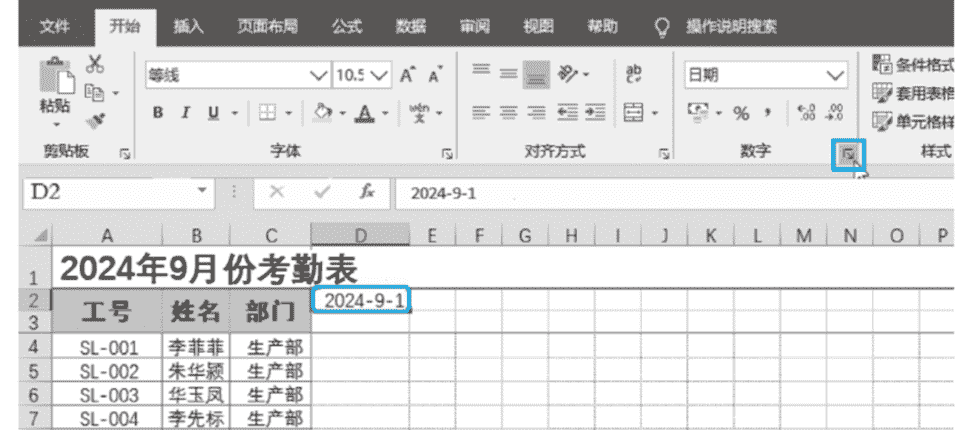 文件 开始 插入 页面布局 公式 数据 审阅 视图 帮助 操作说明搜索
等线 10.5 A A ab 日期 条件格式
粘贴 B I U A wén 文 % , .00 套用表格
单元格样
剪贴板 字体 对齐方式 数字 样式
D2 fx 2024-9-1
A B C D E F G H I J K L M N O P
1 2024年9月份考勤表
2 工号 姓名 部门 2024-9-1
3
4 SL-001 李菲菲 生产部
5 SL-002 朱华颖 生产部
6 SL-003 华玉凤 生产部
7 SL-004 李先标 生产部